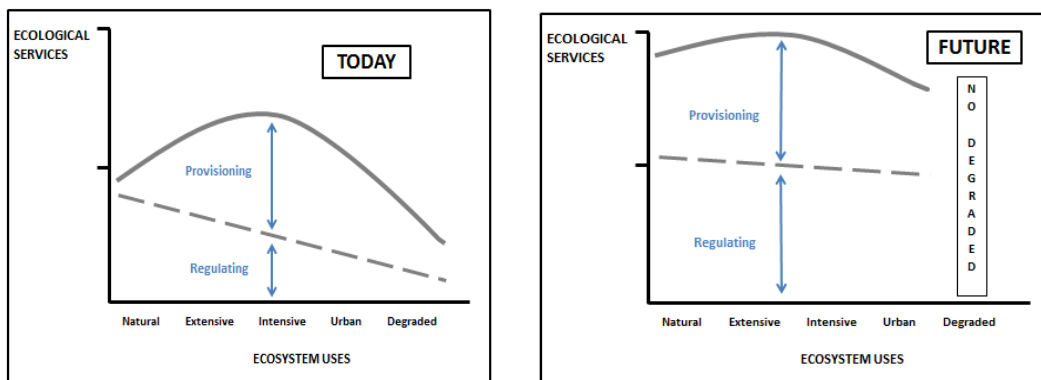 ECOLOGICAL
SERVICES
TODAY
Provisioning
Regulating
Natural Extensive Intensive Urban Degraded
ECOSYSTEM USES
ECOLOGICAL
SERVICES
FUTURE
Provisioning
Regulating
N
O
D
E
G
R
A
D
E
D
Natural Extensive Intensive Urban Degraded
ECOSYSTEM USES